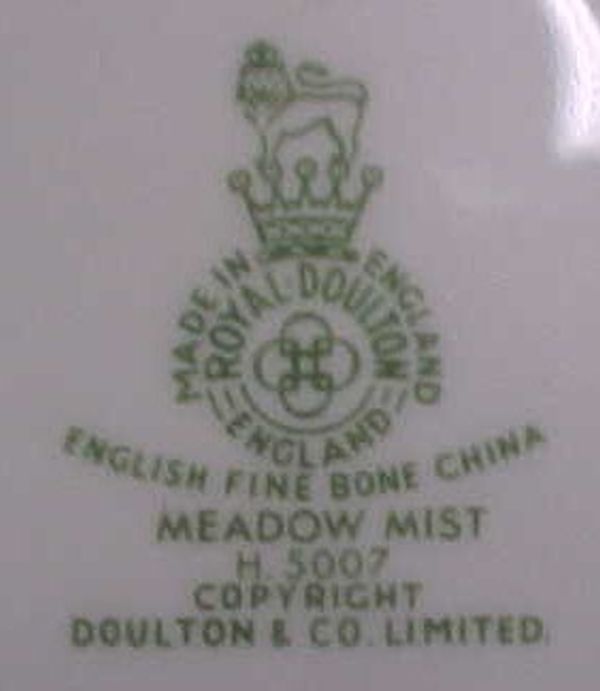 MADE IN ENGLAND
ROYAL DOULTON
ENGLAND
ENGLISH FINE BONE CHINA
MEADOW MIST
H 5007
COPYRIGHT
DOULTON & CO. LIMITED.